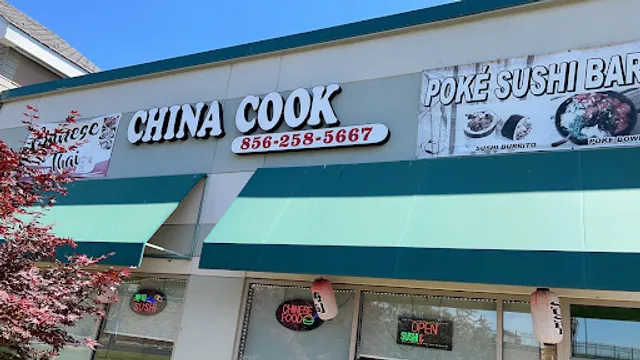 Chinese
Thai
CHINA COOK
856-258-5667
POKÉ SUSHI BAR
SUSHI BURRITO
POKE BOWL
SUSHI
CHINESE
FOOD
OPEN
SUSHI